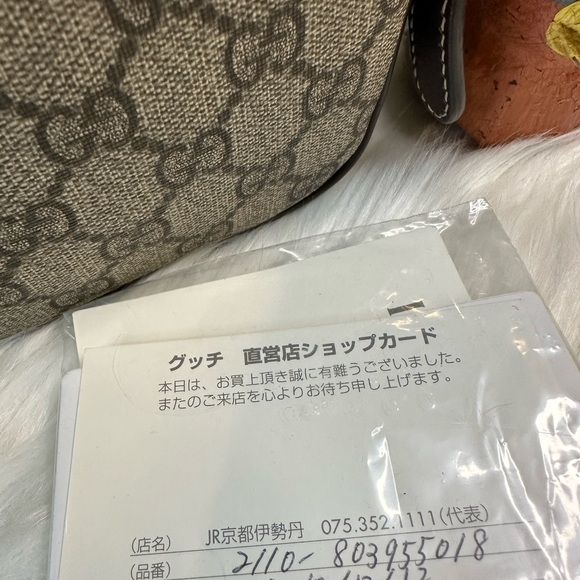 グッチ 直営店ショップカード
本日は、お買上頂き誠に有難うございました。
またのご来店を心よりお待ち申し上げます。
(店名) JR京都伊勢丹 075.352.1111(代表)
(品番) 2110-803955018